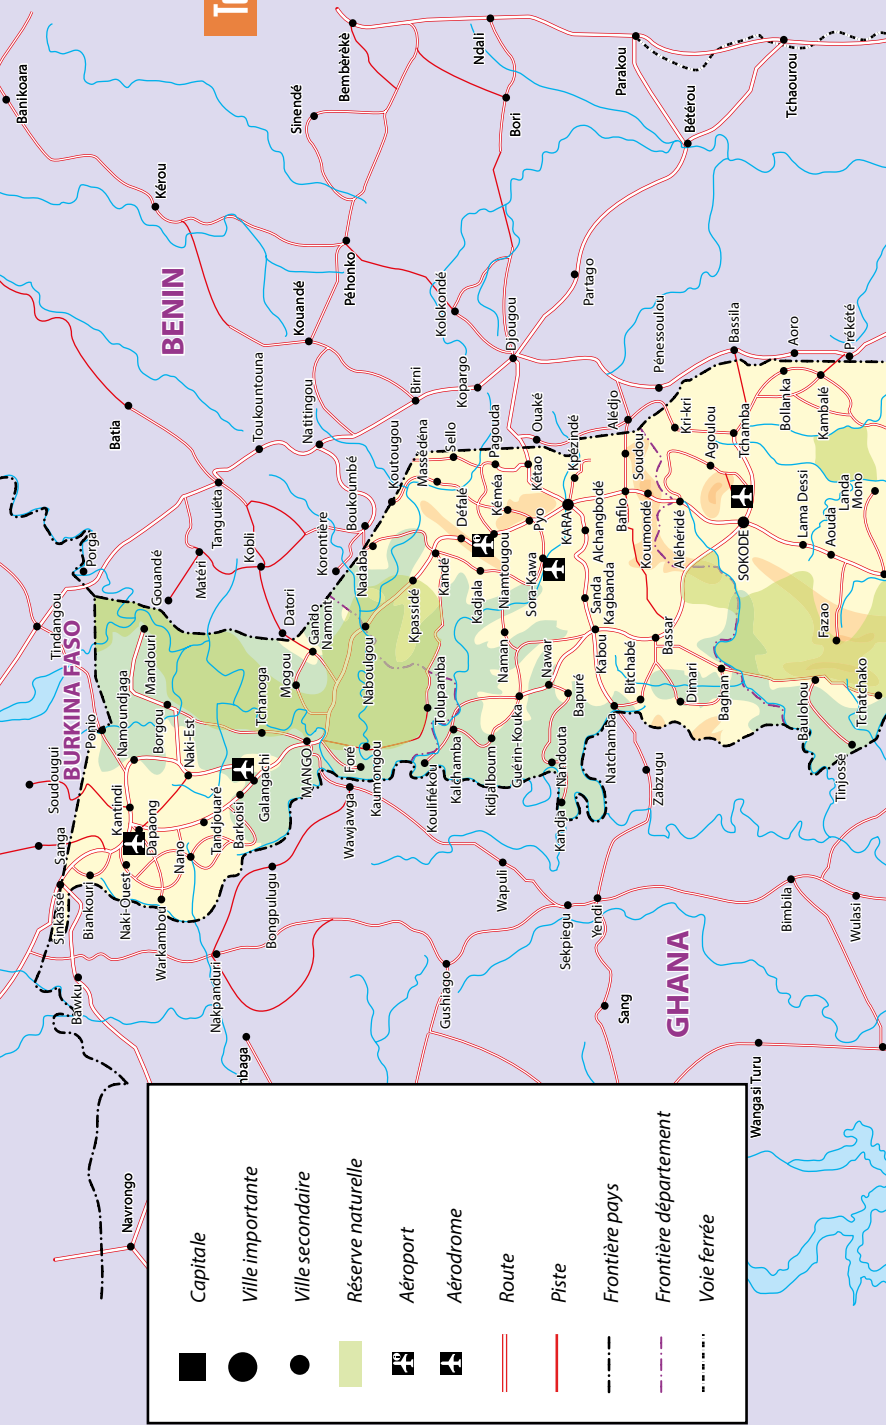 BURKINA FASO
BENIN
GHANA
Banikoara
Kérou
Batia
Porga
Tindangou
Soudougui
Sanga
Sinkassé
Ponio
Bawku
Navrongo
Biankouri
Naki-Ouest
Warkambou
Nakpanduri
Kantindi
Dapaong
Nano
Tandjouaré
Barkoisi
Galangachi
Bongpulugu
Namoundjaga
Mandouri
Borgou
Naki-Est
Tchanoga
Mogou
MANGO
Gando
Namoni
Datori
Gouandé
Matéri
Kobli
Tanguiéta
Toukountouna
Natitingou
Kouandé
Péhonko
Sinendé
Bembèrèkè
Ndali
Bori
Parakou
Bétérou
Tchaourou
Partago
Kolokondé
Djougou
Kopargo
Birni
Boukoumbé
Korontière
Koutougou
Nadaba
Massédéna
Sello
Pagouda
Kétao
Ouaké
Kpézindé
Alédjo
Pénessoulou
Bassila
Aoro
Prékété
Kri-kri
Agoulou
Tchamba
Bollanka
Kambalé
Soudou
Bafilo
Koumondé
Aléhéridé
Alchangbodé
KARA
Pyo
Kéméa
Défalé
Niamtougou
Kandé
Kadjala
Sora-Kawa
Kpassidé
Naboulgou
Foré
Kaumongou
Tolupamba
Koulifiékou
Kalchamba
Kidjalboum
Guérin-Kouka
Naman
Nawar
Bapuré
Nandouta
Kandja
Natchamba
Kabou
Sanda
Kagbanda
Bitchabé
Bassar
Dimari
Baghan
SOKODE
Lama Dessi
Aouda
Landa
Mono
Fazao
Baulohou
Tchatchako
Tinjossé
Zabzugu
Wawjawga
Wapuli
Sekpiegu
Yendi
Gushiago
Sang
Bimbila
Wulasi
Wangasi Turu
Capitale
Ville importante
Ville secondaire
Réserve naturelle
Aéroport
Aérodrome
Route
Piste
Frontière pays
Frontière département
Voie ferrée